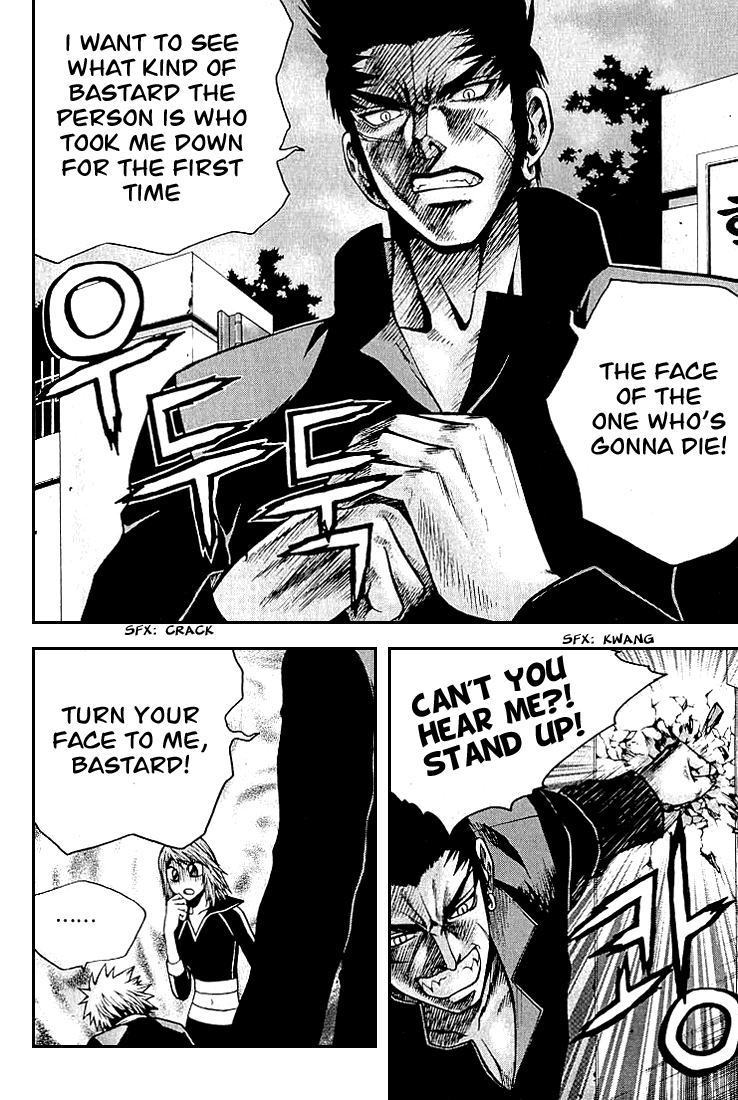 I WANT TO SEE
WHAT KIND OF
BASTARD THE
PERSON IS WHO
TOOK ME DOWN
FOR THE FIRST
TIME
THE FACE
OF THE
ONE WHO'S
GONNA DIE!
우두둑
SFX: CRACK
SFX: KWANG
TURN YOUR
FACE TO ME,
BASTARD!
......
CAN'T YOU
HEAR ME?!
STAND UP!
쾅